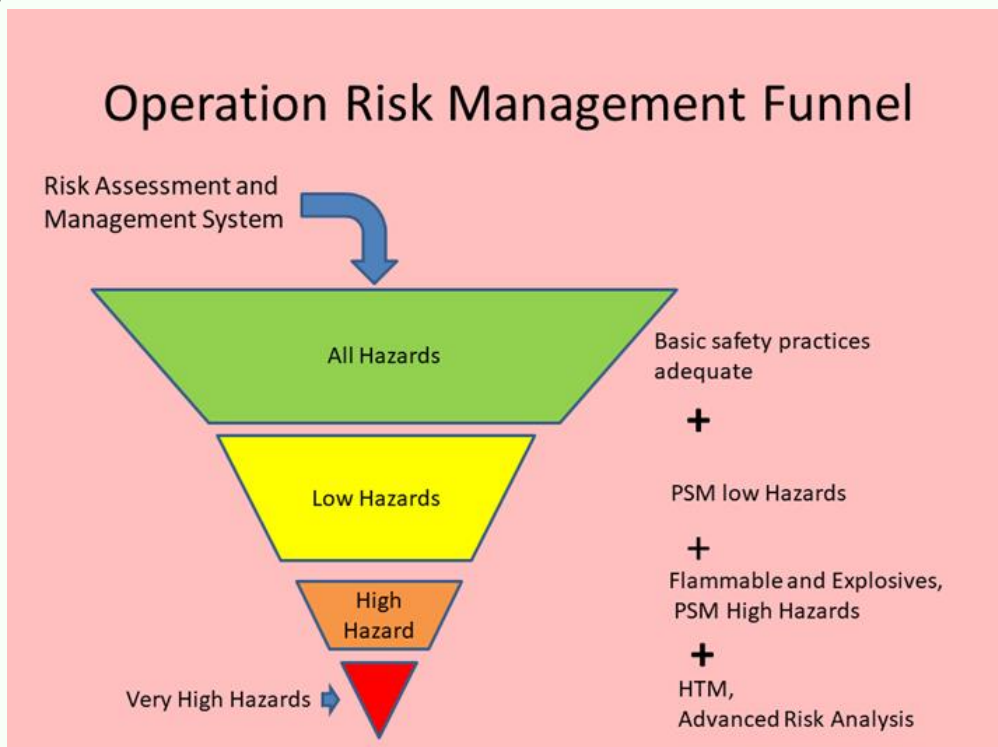 Operation Risk Management Funnel
Risk Assessment and
Management System
All Hazards
Basic safety practices
adequate
+
Low Hazards
PSM low Hazards
+
High
Hazard
Flammable and Explosives,
PSM High Hazards
+
Very High Hazards
HTM,
Advanced Risk Analysis